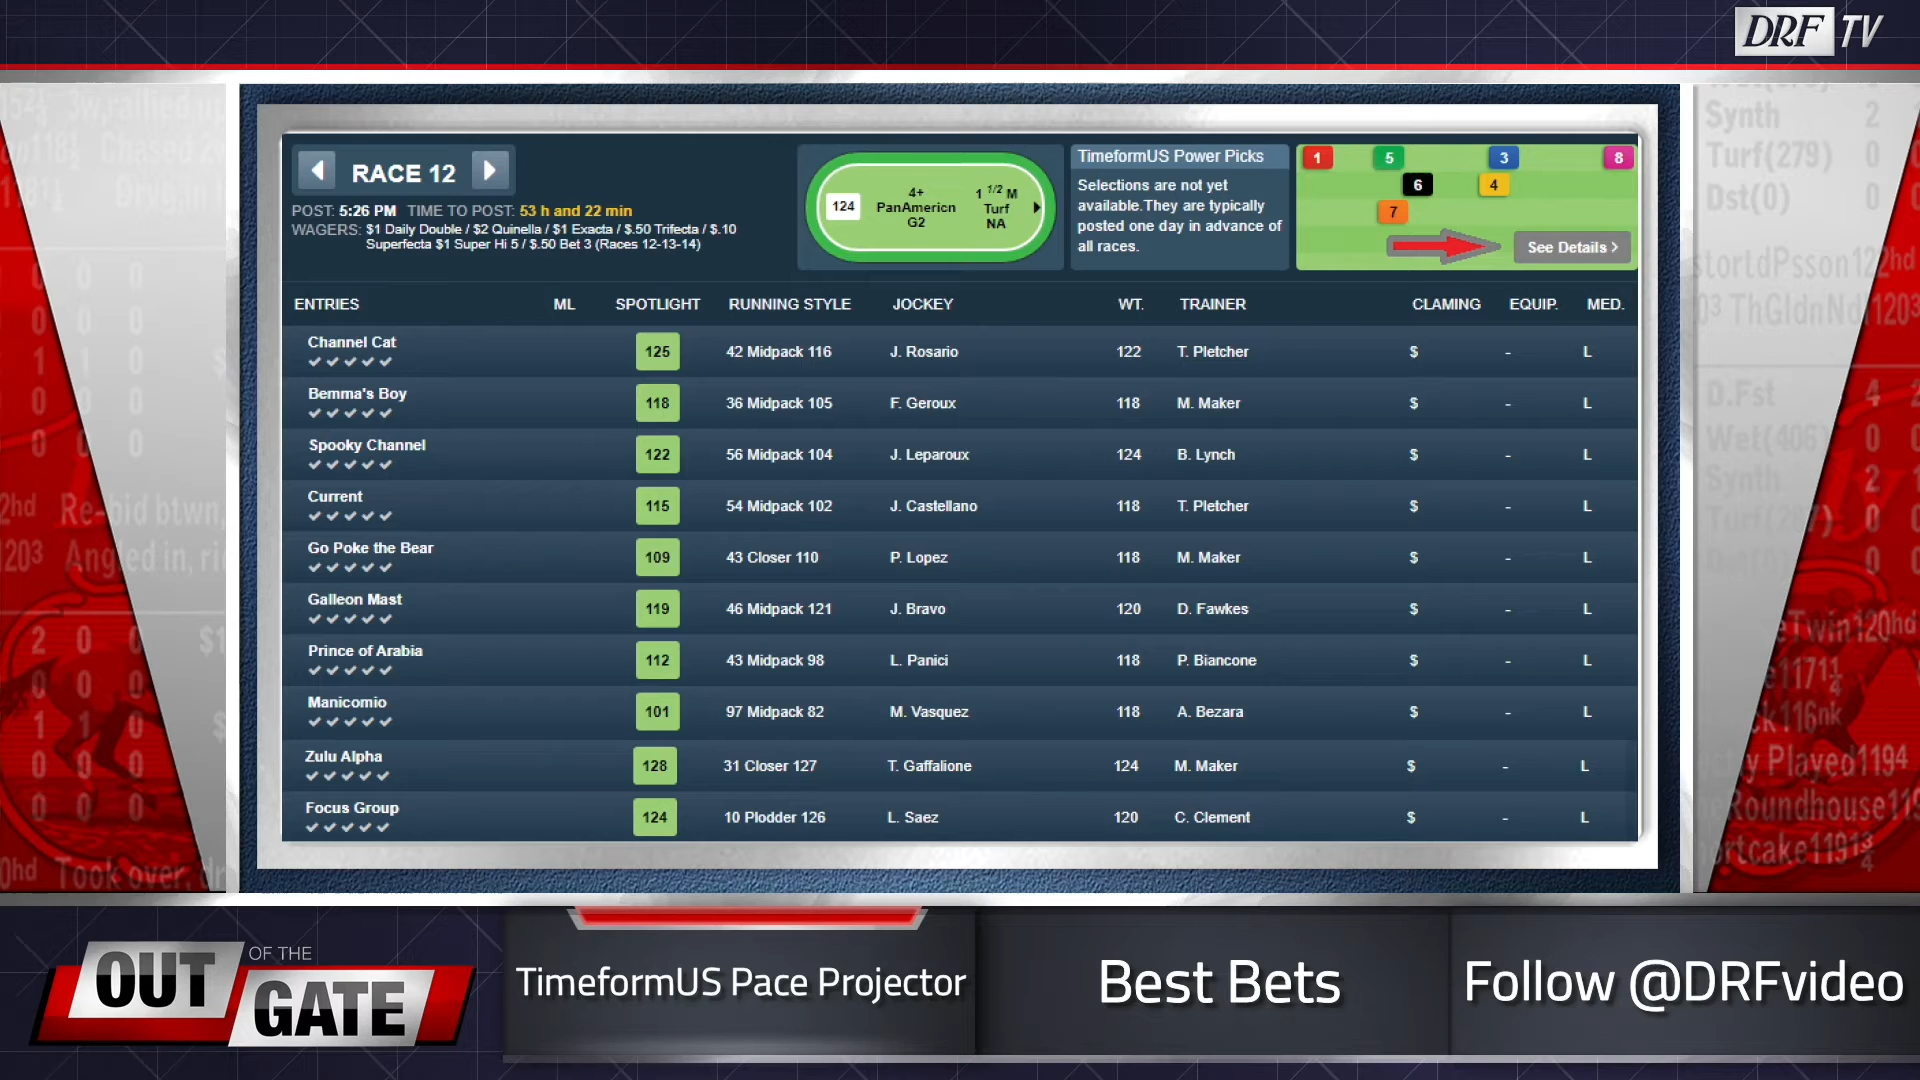 DRF TV
RACE 12
POST: 5:26 PM TIME TO POST: 53 h and 22 min
WAGERS: $1 Daily Double / $2 Quinella / $1 Exacta / $.50 Trifecta / $.10
Superfecta $1 Super Hi 5 / $.50 Bet 3 (Races 12-13-14)
124
4+
PanAmericn
G2
1 1/2 M
Turf
NA
TimeformUS Power Picks
Selections are not yet
available.They are typically
posted one day in advance of
all races.
1 5 3 8
6 4
7
See Details >
ENTRIES ML SPOTLIGHT RUNNING STYLE JOCKEY WT. TRAINER CLAMING EQUIP. MED.
Channel Cat 125 42 Midpack 116 J. Rosario 122 T. Pletcher $ - L
Bemma's Boy 118 36 Midpack 105 F. Geroux 118 M. Maker $ - L
Spooky Channel 122 56 Midpack 104 J. Leparoux 124 B. Lynch $ - L
Current 115 54 Midpack 102 J. Castellano 118 T. Pletcher $ - L
Go Poke the Bear 109 43 Closer 110 P. Lopez 118 M. Maker $ - L
Galleon Mast 119 46 Midpack 121 J. Bravo 120 D. Fawkes $ - L
Prince of Arabia 112 43 Midpack 98 L. Panici 118 P. Biancone $ - L
Manicomio 101 97 Midpack 82 M. Vasquez 118 A. Bezara $ - L
Zulu Alpha 128 31 Closer 127 T. Gaffalione 124 M. Maker $ - L
Focus Group 124 10 Plodder 126 L. Saez 120 C. Clement $ - L
OUT OF THE GATE
TimeformUS Pace Projector
Best Bets
Follow @DRFvideo